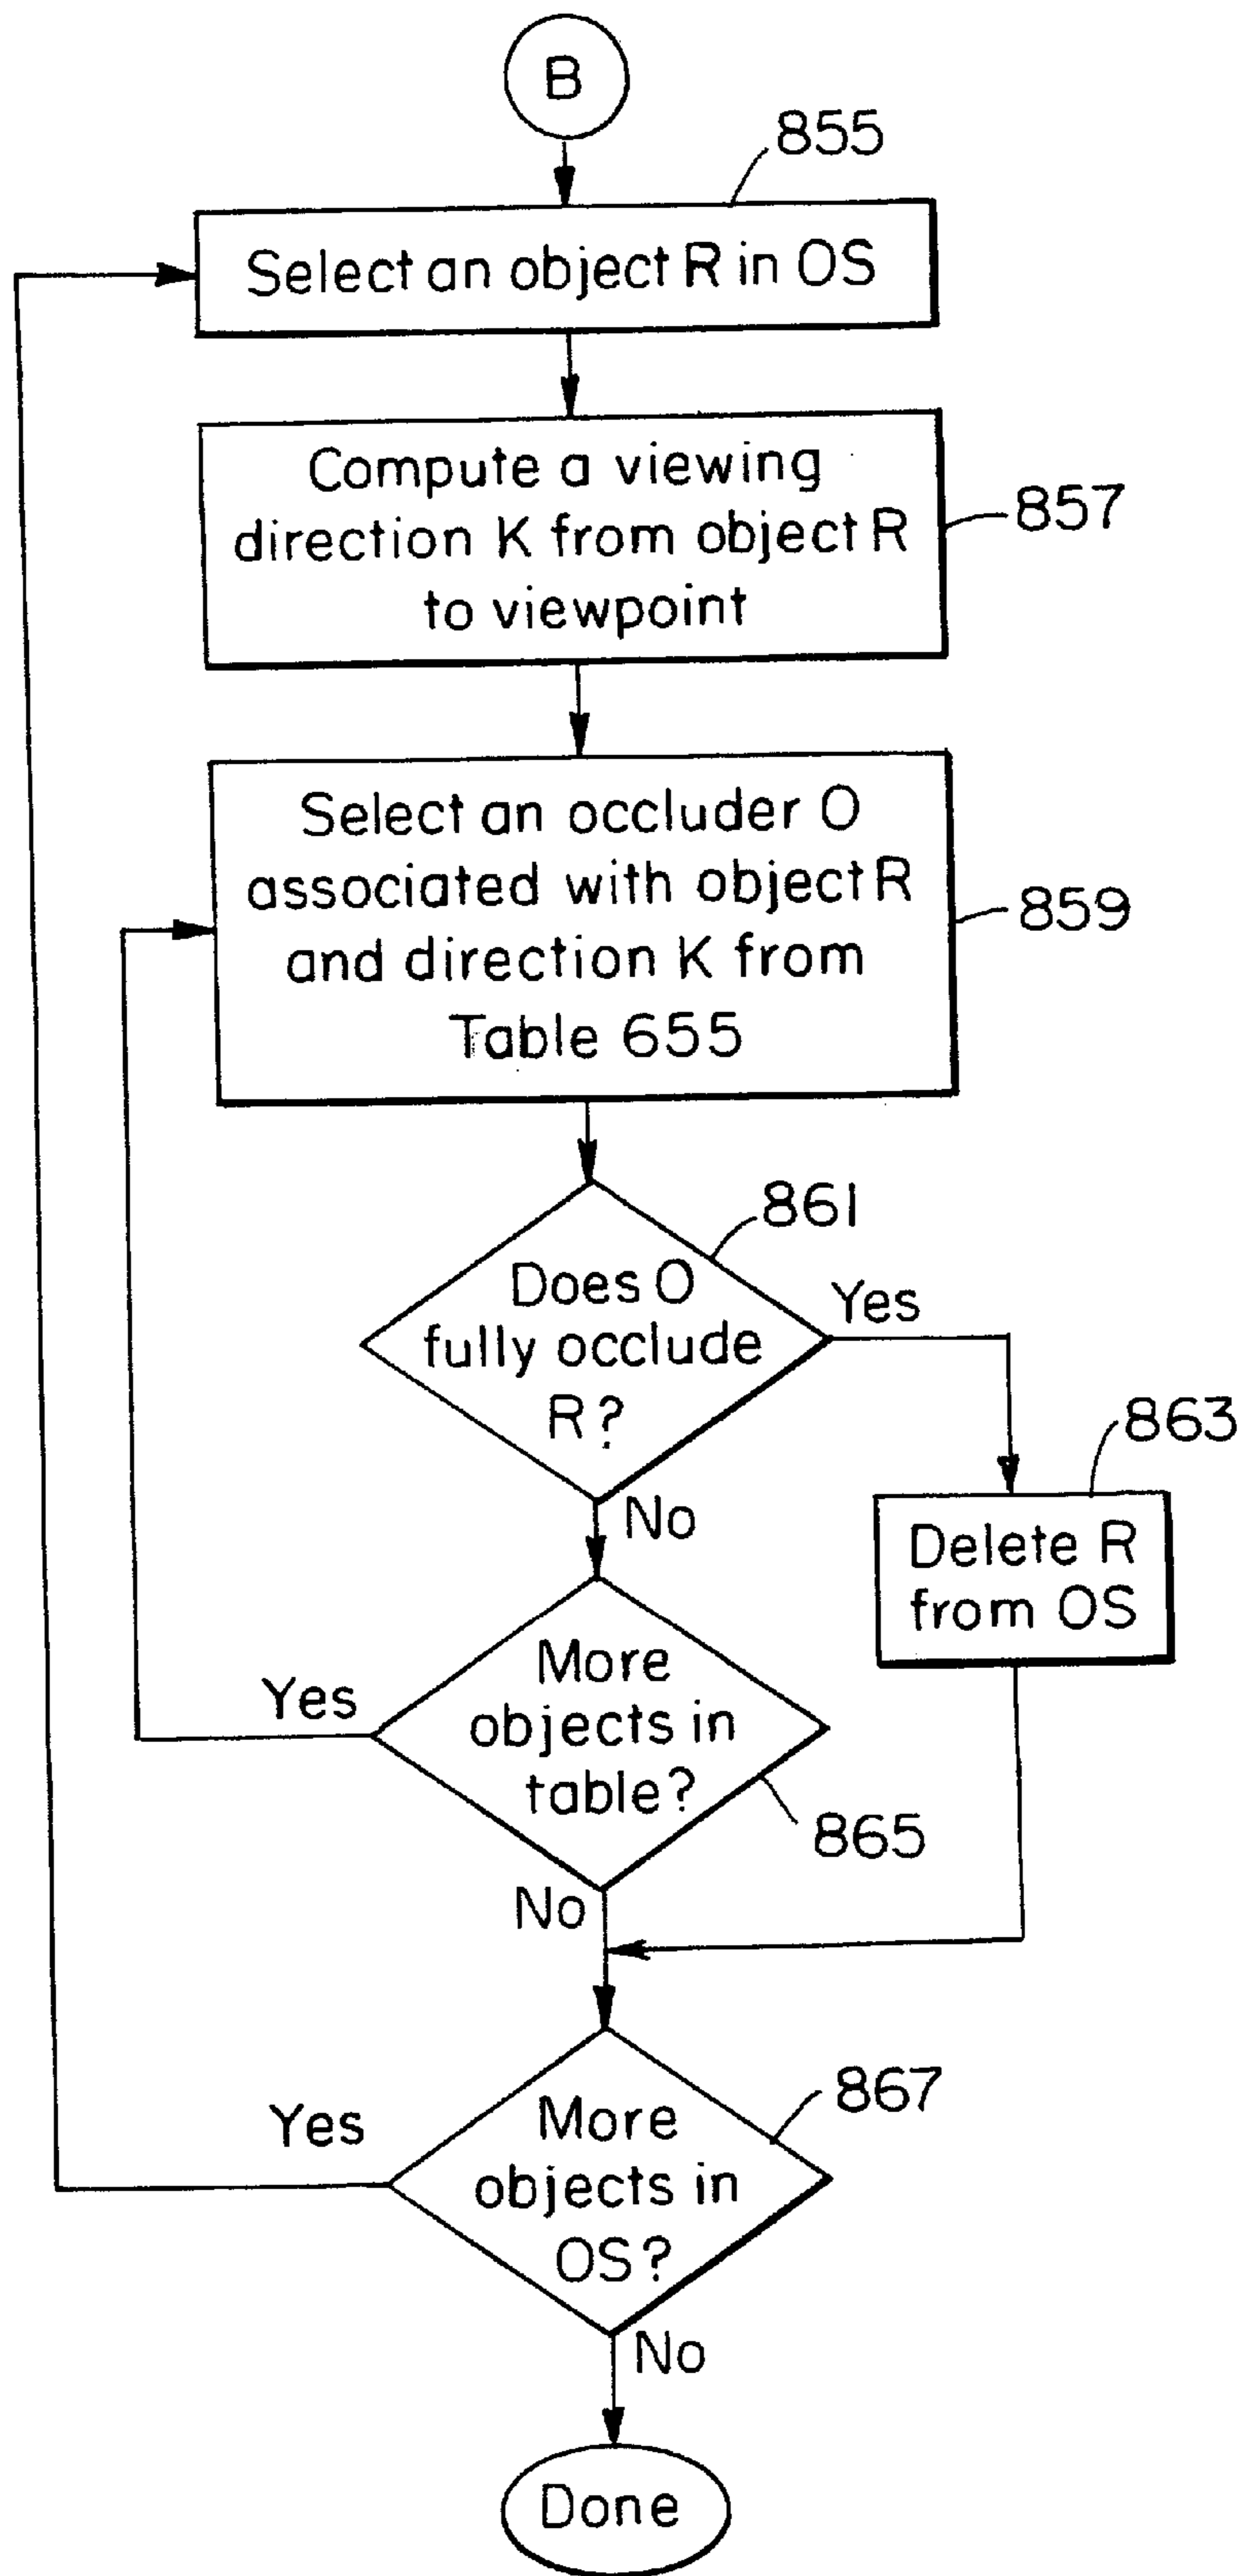 B
855
Select an object R in OS
Compute a viewing
direction K from object R
to viewpoint
857
Select an occluder O
associated with object R
and direction K from
Table 655
859
861
Does O
fully occlude
R?
Yes
No
863
Delete R
from OS
More
objects in
table?
Yes
865
No
867
More
objects in
OS?
Yes
No
Done